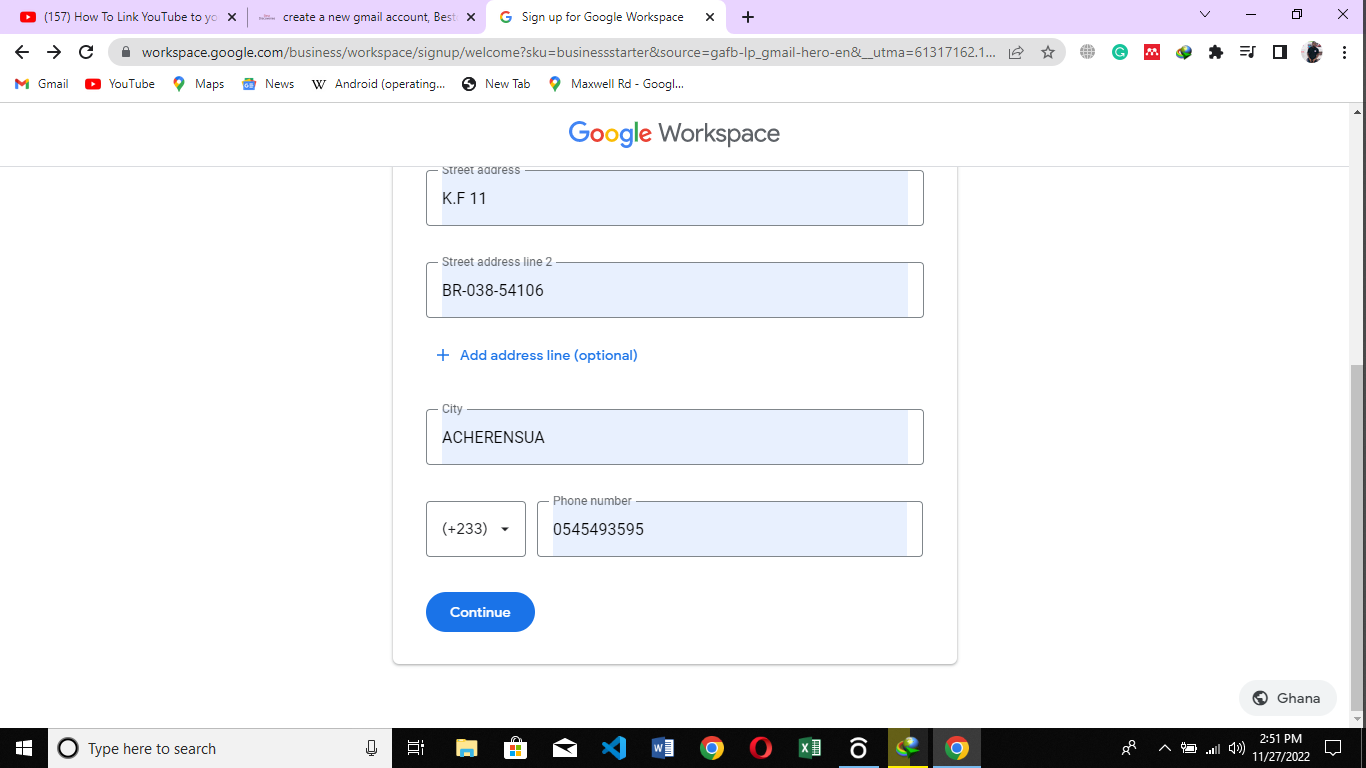 (157) How To Link YouTube to yo
create a new gmail account, Best
Sign up for Google Workspace
workspace.google.com/business/workspace/signup/welcome?sku=businessstarter&source=gafb-lp_gmail-hero-en&__utma=61317162.1...
Gmail
YouTube
Maps
News
Android (operating...
New Tab
Maxwell Rd - Googl...
Google Workspace
Street address
K.F 11
Street address line 2
BR-038-54106
+ Add address line (optional)
City
ACHERENSUA
Phone number
(+233)
0545493595
Continue
Ghana
Type here to search
2:51 PM
11/27/2022